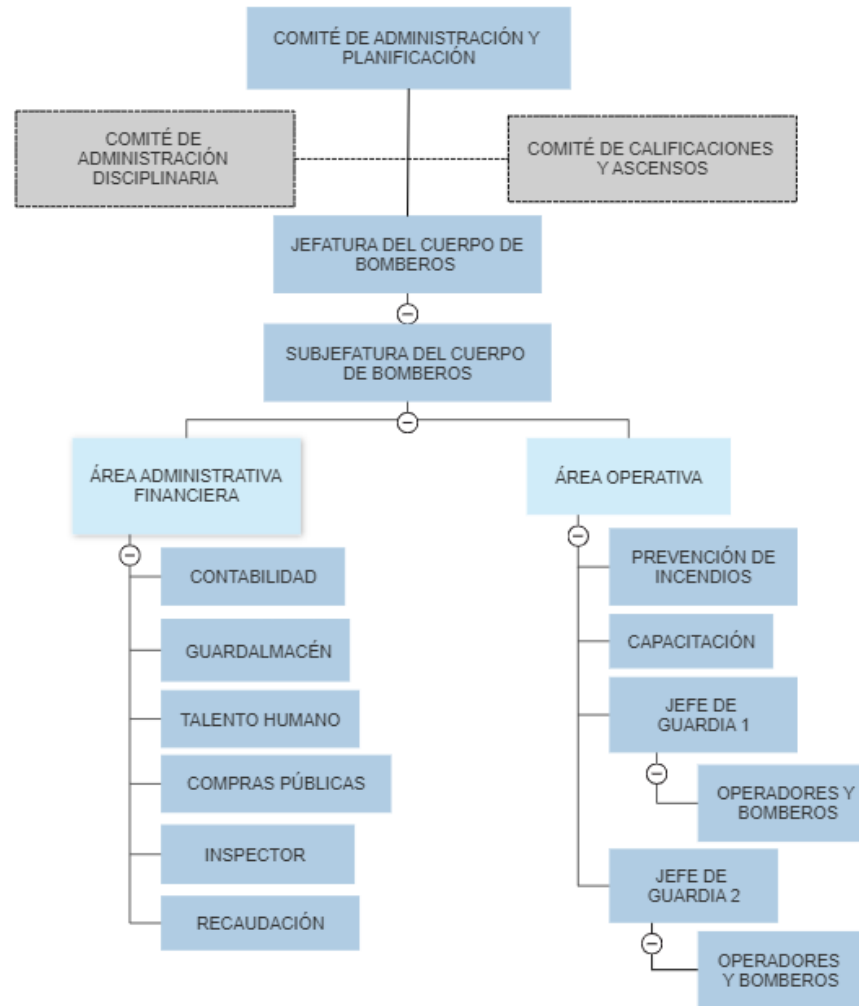 COMITÉ DE ADMINISTRACIÓN Y
PLANIFICACIÓN
COMITÉ DE
ADMINISTRACIÓN
DISCIPLINARIA
COMITÉ DE CALIFICACIONES
Y ASCENSOS
JEFATURA DEL CUERPO DE
BOMBEROS
SUBJEFATURA DEL CUERPO
DE BOMBEROS
ÁREA ADMINISTRATIVA
FINANCIERA
CONTABILIDAD
GUARDALMACÉN
TALENTO HUMANO
COMPRAS PÚBLICAS
INSPECTOR
RECAUDACIÓN
ÁREA OPERATIVA
PREVENCIÓN DE
INCENDIOS
CAPACITACIÓN
JEFE DE
GUARDIA 1
OPERADORES Y
BOMBEROS
JEFE DE
GUARDIA 2
OPERADORES
Y BOMBEROS